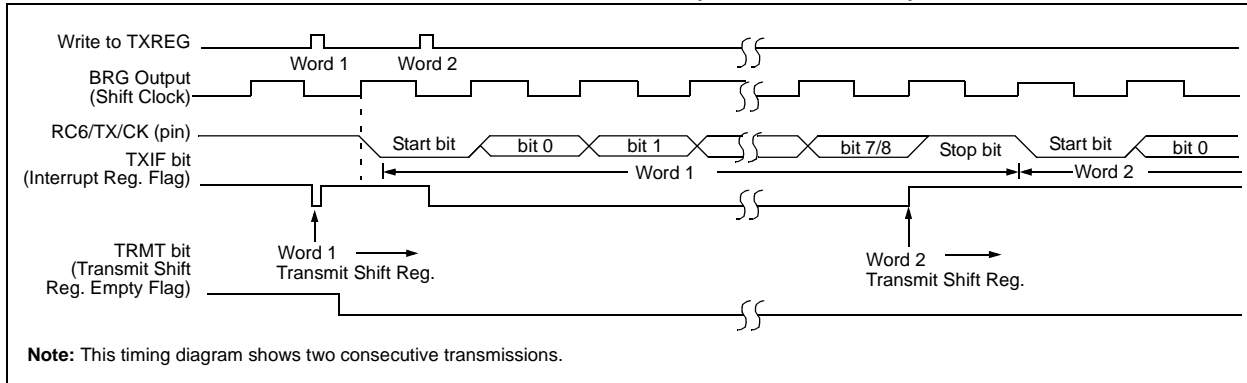 Write to TXREG
Word 1
Word 2
BRG Output
(Shift Clock)
RC6/TX/CK (pin)
Start bit
bit 0
bit 1
bit 7/8
Stop bit
Start bit
bit 0
Word 1
Word 2
TXIF bit
(Interrupt Reg. Flag)
Word 1
Transmit Shift Reg.
Word 2
Transmit Shift Reg.
TRMT bit
(Transmit Shift
Reg. Empty Flag)
Note: This timing diagram shows two consecutive transmissions.